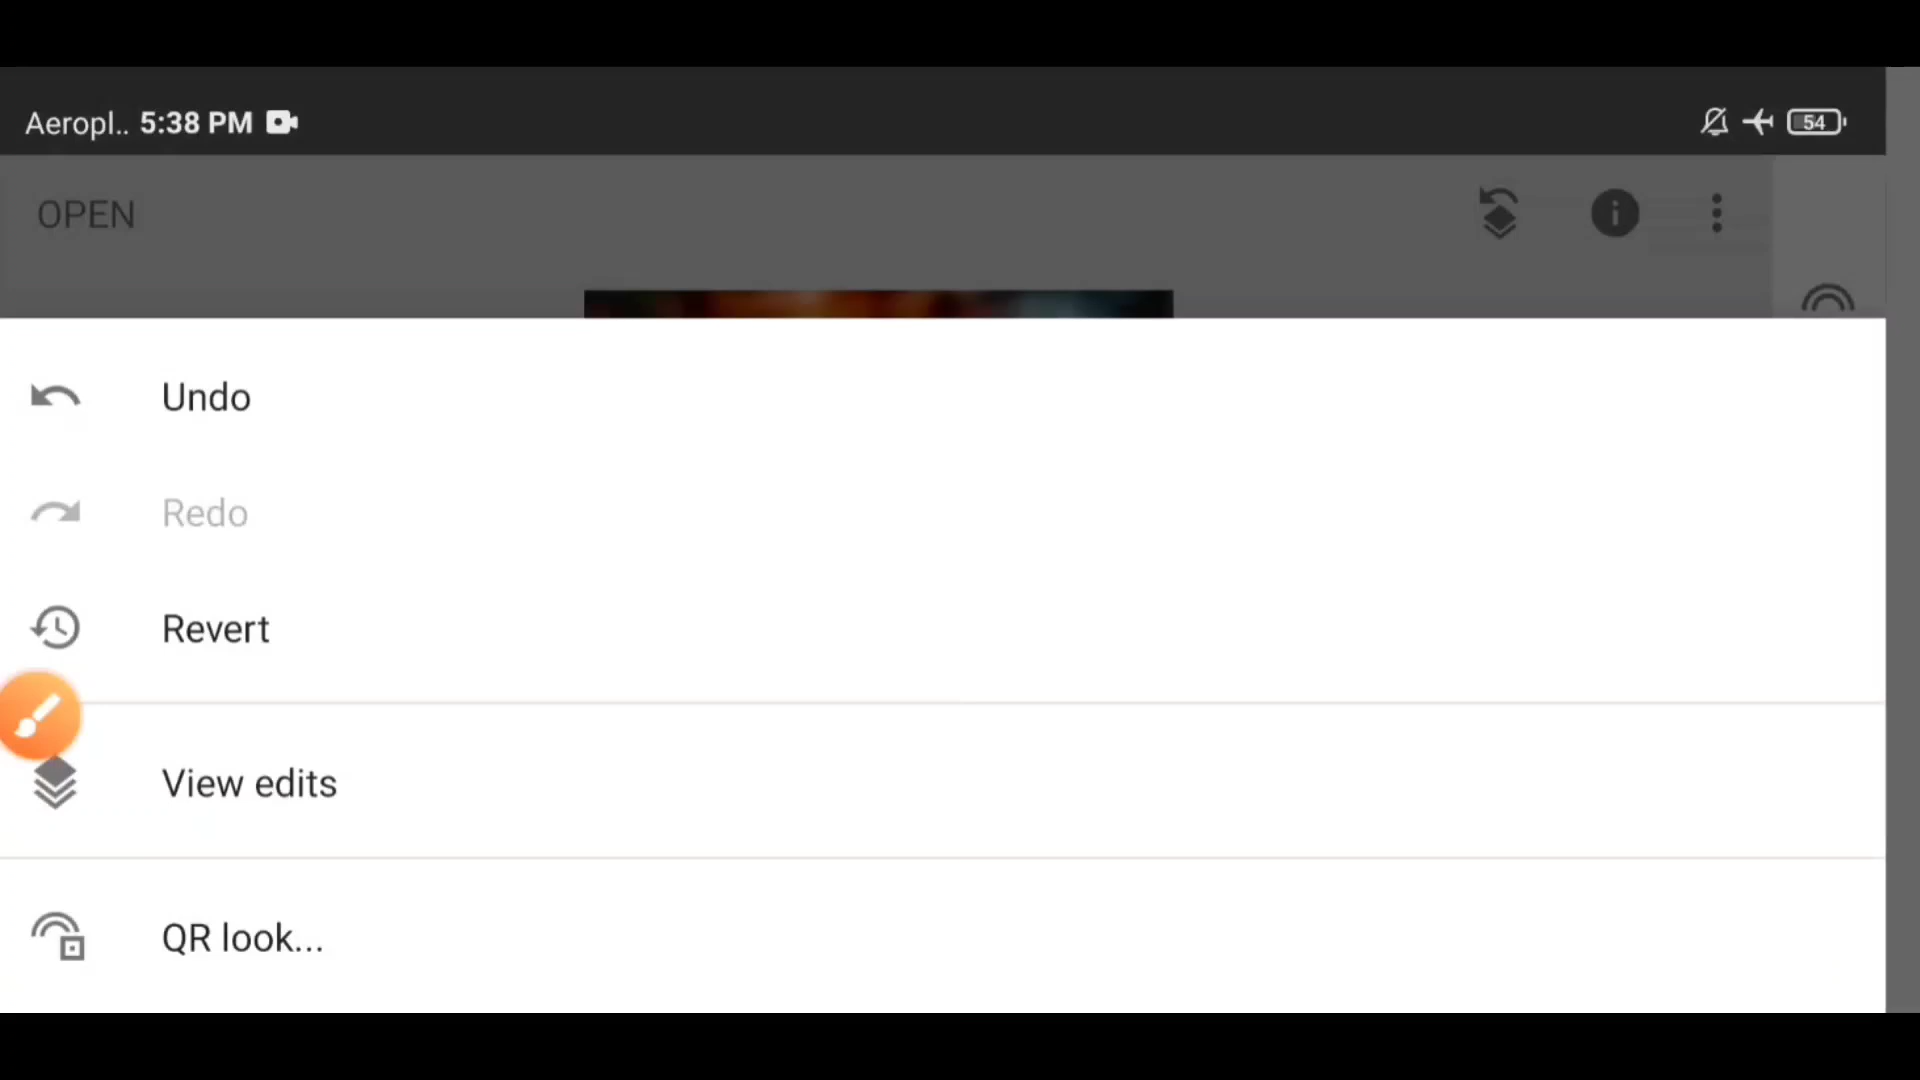 Aeropl.. 5:38 PM 54
OPEN
Undo
Redo
Revert
View edits
QR look...